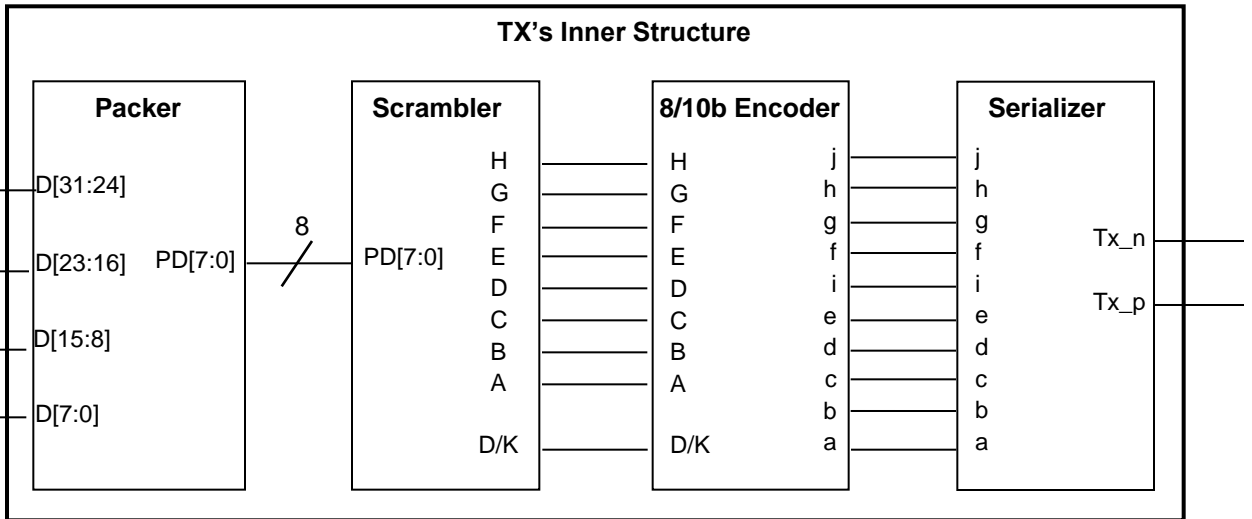 TX's Inner Structure
Packer
D[31:24]
D[23:16]
D[15:8]
D[7:0]
PD[7:0]
8
Scrambler
PD[7:0]
H
G
F
E
D
C
B
A
D/K
8/10b Encoder
H
G
F
E
D
C
B
A
D/K
j
h
g
f
i
e
d
c
b
a
Serializer
j
h
g
f
i
e
d
c
b
a
Tx_n
Tx_p